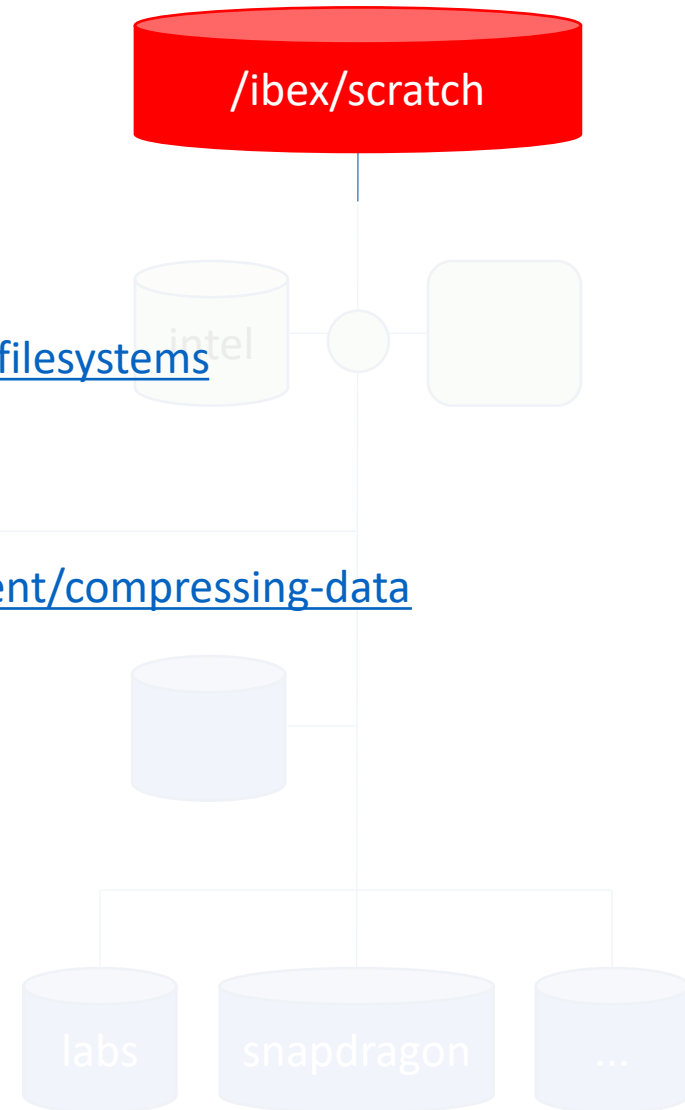 /ibex/scratch
intel
filesystems
ent/compressing-data
labs
snapdragon
...